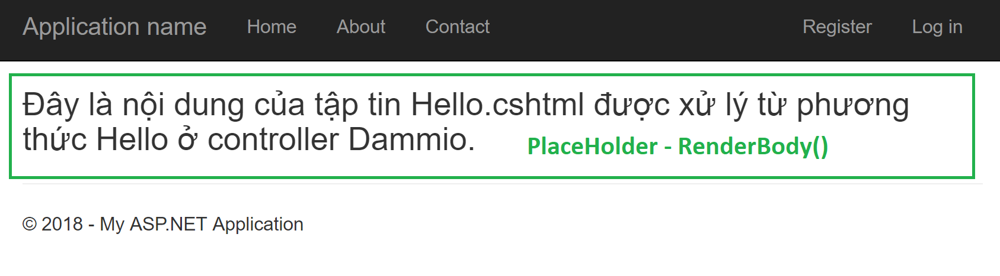 Application name Home About Contact Register Log in
Đây là nội dung của tập tin Hello.cshtml được xử lý từ phương
thức Hello ở controller Dammio.
PlaceHolder - RenderBody()
© 2018 - My ASP.NET Application